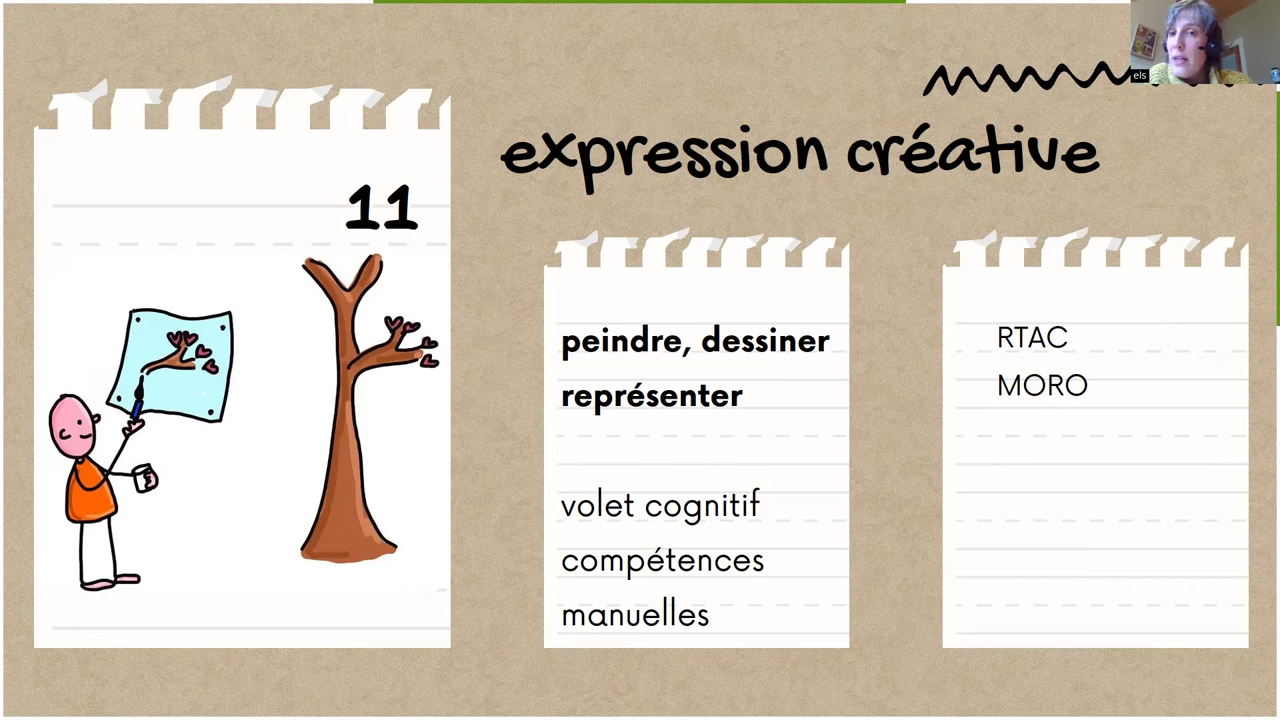 els
expression créative
11
peindre, dessiner
représenter
volet cognitif
compétences
manuelles
RTAC
MORO